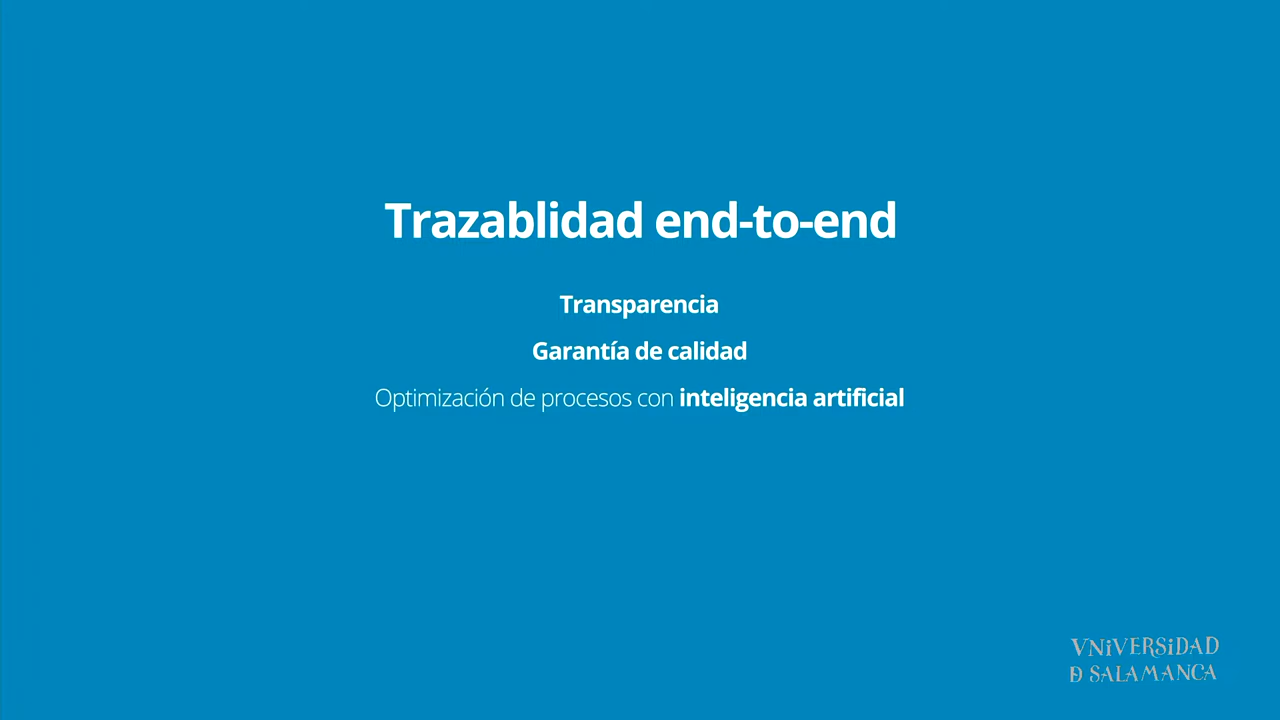 Trazablidad end-to-end
Transparencia
Garantía de calidad
Optimización de procesos con inteligencia artificial
VNiVERSiDAD
Ð SALAMANCA